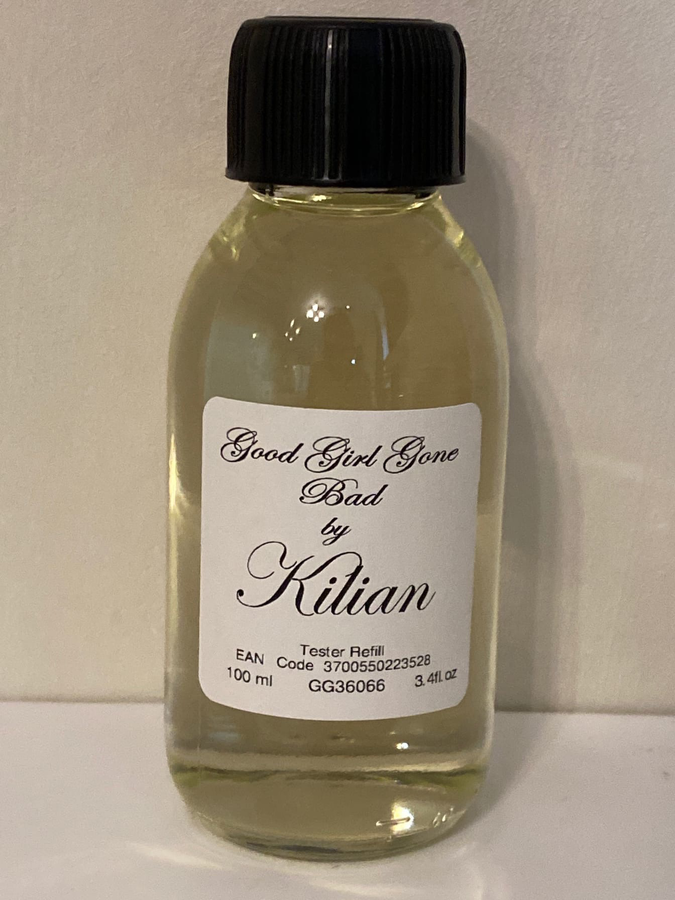 Good Girl Gone
Bad
by
Kilian
Tester Refill
EAN Code 3700550223528
100 ml GG36066 3.4fl.oz